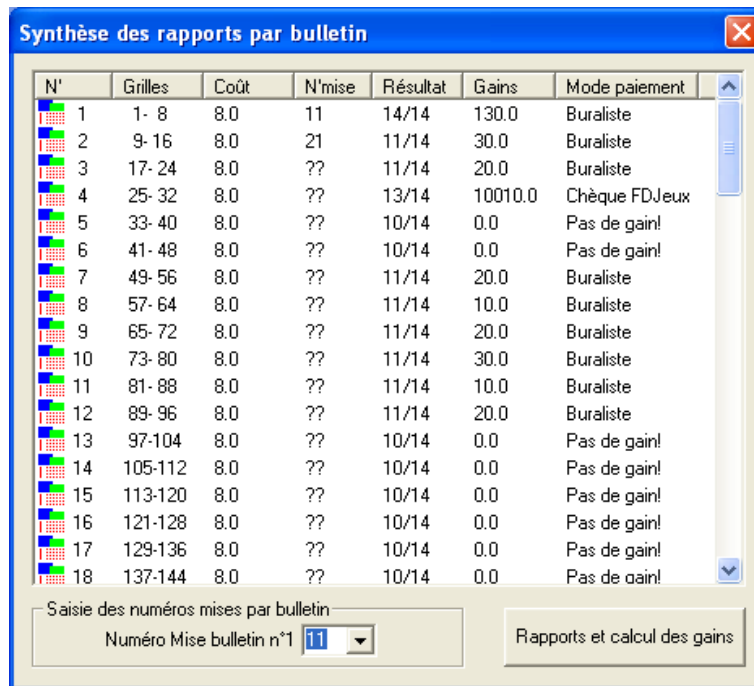 Synthèse des rapports par bulletin
N' Grilles Coût N'mise Résultat Gains Mode paiement
1 1- 8 8.0 11 14/14 130.0 Buraliste
2 9- 16 8.0 21 11/14 30.0 Buraliste
3 17- 24 8.0 ?? 11/14 20.0 Buraliste
4 25- 32 8.0 ?? 13/14 10010.0 Chèque FDJeux
5 33- 40 8.0 ?? 10/14 0.0 Pas de gain!
6 41- 48 8.0 ?? 10/14 0.0 Pas de gain!
7 49- 56 8.0 ?? 11/14 20.0 Buraliste
8 57- 64 8.0 ?? 11/14 10.0 Buraliste
9 65- 72 8.0 ?? 11/14 20.0 Buraliste
10 73- 80 8.0 ?? 11/14 30.0 Buraliste
11 81- 88 8.0 ?? 11/14 10.0 Buraliste
12 89- 96 8.0 ?? 11/14 20.0 Buraliste
13 97-104 8.0 ?? 10/14 0.0 Pas de gain!
14 105-112 8.0 ?? 10/14 0.0 Pas de gain!
15 113-120 8.0 ?? 10/14 0.0 Pas de gain!
16 121-128 8.0 ?? 10/14 0.0 Pas de gain!
17 129-136 8.0 ?? 10/14 0.0 Pas de gain!
18 137-144 8.0 ?? 10/14 0.0 Pas de gain!
Saisie des numéros mises par bulletin
Numéro Mise bulletin n°1 11
Rapports et calcul des gains